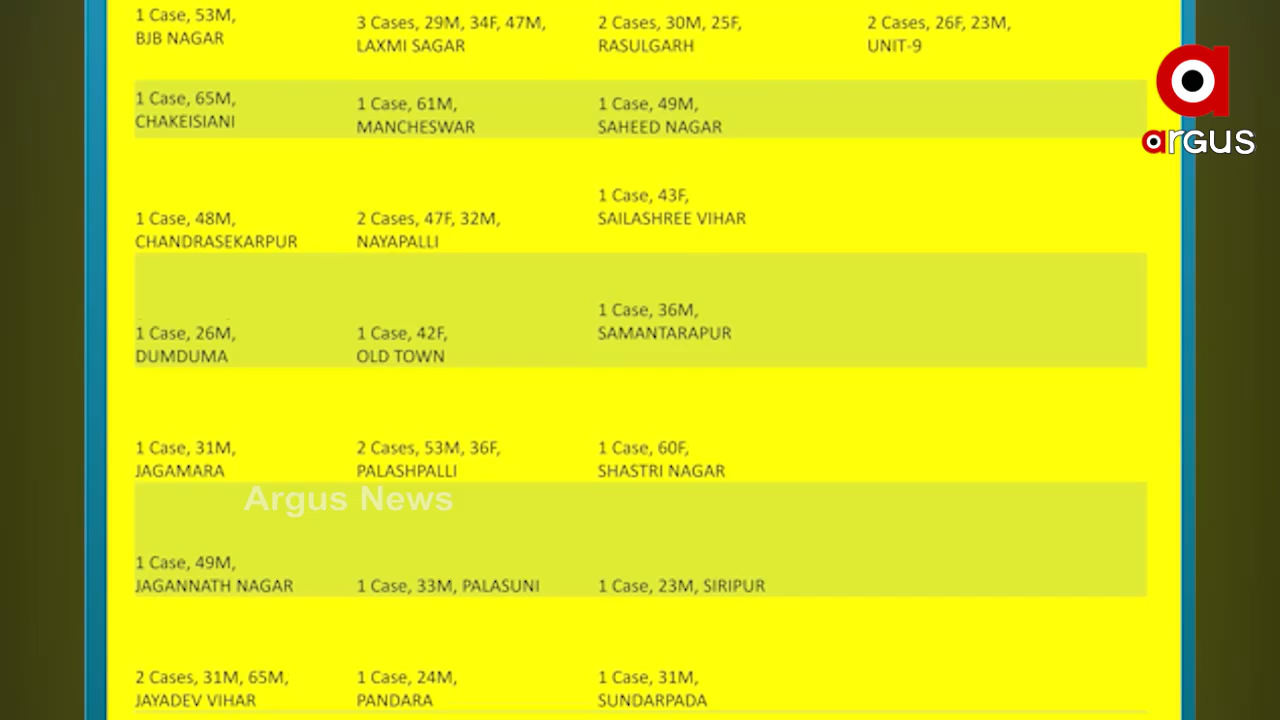 1 Case, 53M,
BJB NAGAR
3 Cases, 29M, 34F, 47M,
LAXMI SAGAR
2 Cases, 30M, 25F,
RASULGARH
2 Cases, 26F, 23M,
UNIT-9
argus
1 Case, 65M,
CHAKEISIANI
1 Case, 61M,
MANCHESWAR
1 Case, 49M,
SAHEED NAGAR
1 Case, 48M,
CHANDRASEKARPUR
2 Cases, 47F, 32M,
NAYAPALLI
1 Case, 43F,
SAILASHREE VIHAR
1 Case, 26M,
DUMDUMA
1 Case, 42F,
OLD TOWN
1 Case, 36M,
SAMANTARAPUR
1 Case, 31M,
JAGAMARA
2 Cases, 53M, 36F,
PALASHPALLI
1 Case, 60F,
SHASTRI NAGAR
Argus News
1 Case, 49M,
JAGANNATH NAGAR
1 Case, 33M, PALASUNI
1 Case, 23M, SIRIPUR
2 Cases, 31M, 65M,
JAYADEV VIHAR
1 Case, 24M,
PANDARA
1 Case, 31M,
SUNDARPADA